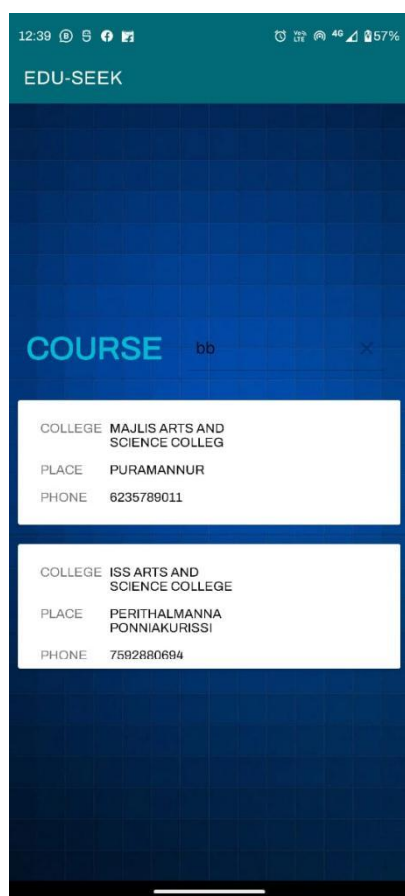 12:39 4G 57%
EDU-SEEK
COURSE bb
COLLEGE MAJLIS ARTS AND
SCIENCE COLLEG
PLACE PURAMANNUR
PHONE 6235789011
COLLEGE ISS ARTS AND
SCIENCE COLLEGE
PLACE PERITHALMANNA
PONNIAKURISSI
PHONE 7592880694